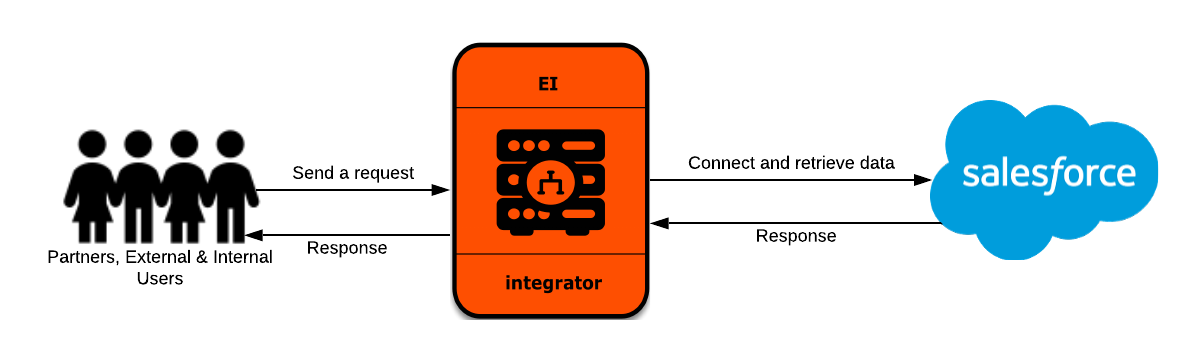 EI
Send a request
Connect and retrieve data
salesforce
Response
Response
Partners, External & Internal
Users
integrator